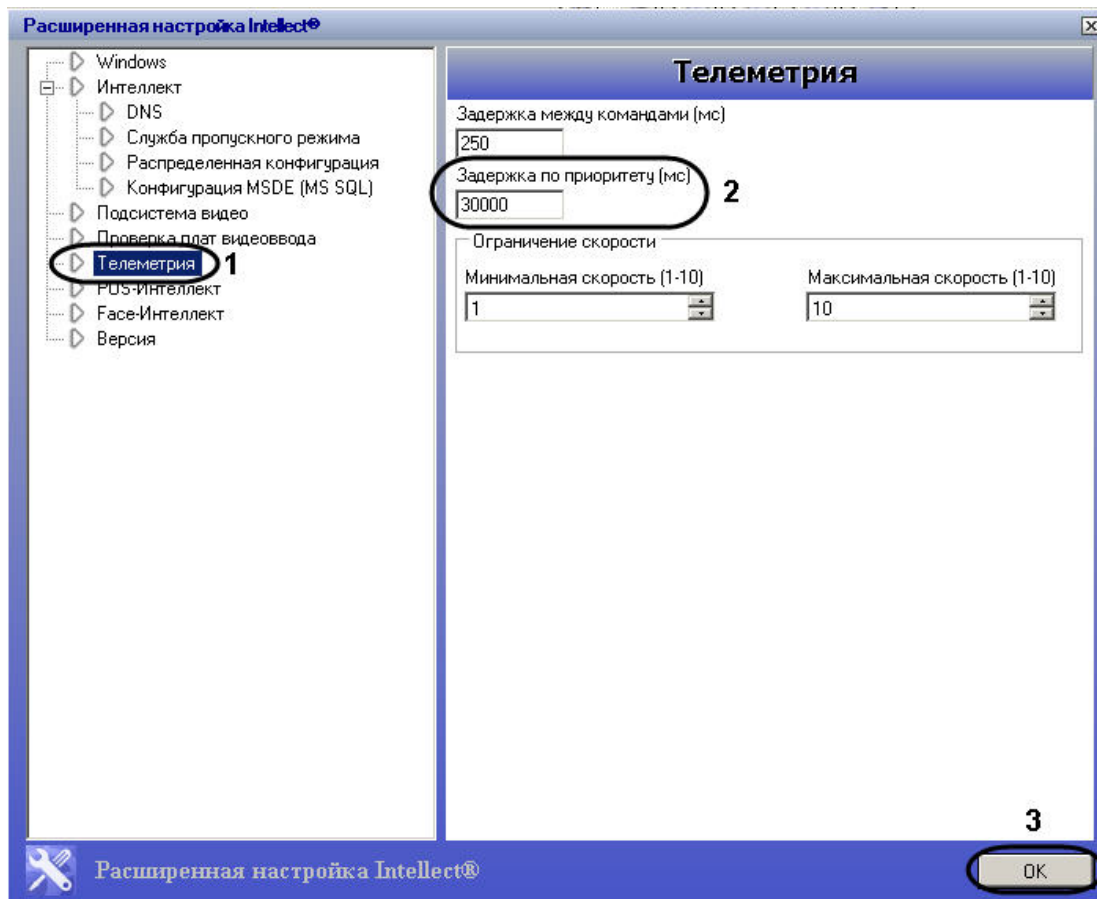 Расширенная настройка Intellect®
Windows
Интеллект
DNS
Служба пропускного режима
Распределенная конфигурация
Конфигурация MSDE (MS SQL)
Подсистема видео
Проверка плат видеоввода
Телеметрия 1
POS-Интеллект
Face-Интеллект
Версия
Телеметрия
Задержка между командами (мс)
250
Задержка по приоритету (мс) 2
30000
Ограничение скорости
Минимальная скорость (1-10)
1
Максимальная скорость (1-10)
10
3
Расширенная настройка Intellect®
OK